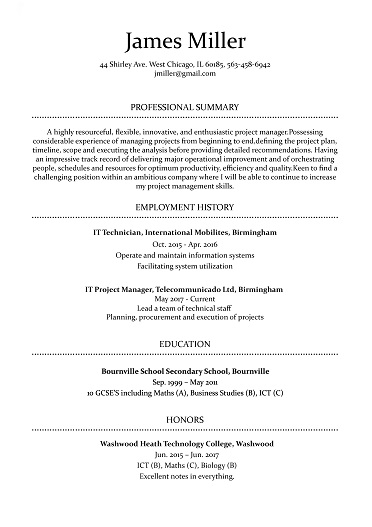 James Miller
44 Shirley Ave. West Chicago, IL 60185, 563-458-6942
jmiller@gmail.com
PROFESSIONAL SUMMARY
A highly resourceful, flexible, innovative, and enthusiastic project manager.Possessing
considerable experience of managing projects from beginning to end,defining the project plan,
timeline, scope and executing the analysis before providing detailed recommendations. Having
an impressive track record of delivering major operational improvement and of orchestrating
people, schedules and resources for optimum productivity, efficiency and quality.Keen to find a
challenging position within an ambitious company where I will be able to continue to increase
my project management skills.
EMPLOYMENT HISTORY
IT Technician, International Mobilites, Birmingham
Oct. 2015 - Apr. 2016
Operate and maintain information systems
Facilitating system utilization
IT Project Manager, Telecommunicado Ltd, Birmingham
May 2017 - Current
Lead a team of technical staff
Planning, procurement and execution of projects
EDUCATION
Bournville School Secondary School, Bournville
Sep. 1999 – May 2011
10 GCSE'S including Maths (A), Business Studies (B), ICT (C)
HONORS
Washwood Heath Technology College, Washwood
Jun. 2015 – Jun. 2017
ICT (B), Maths (C), Biology (B)
Excellent notes in everything.